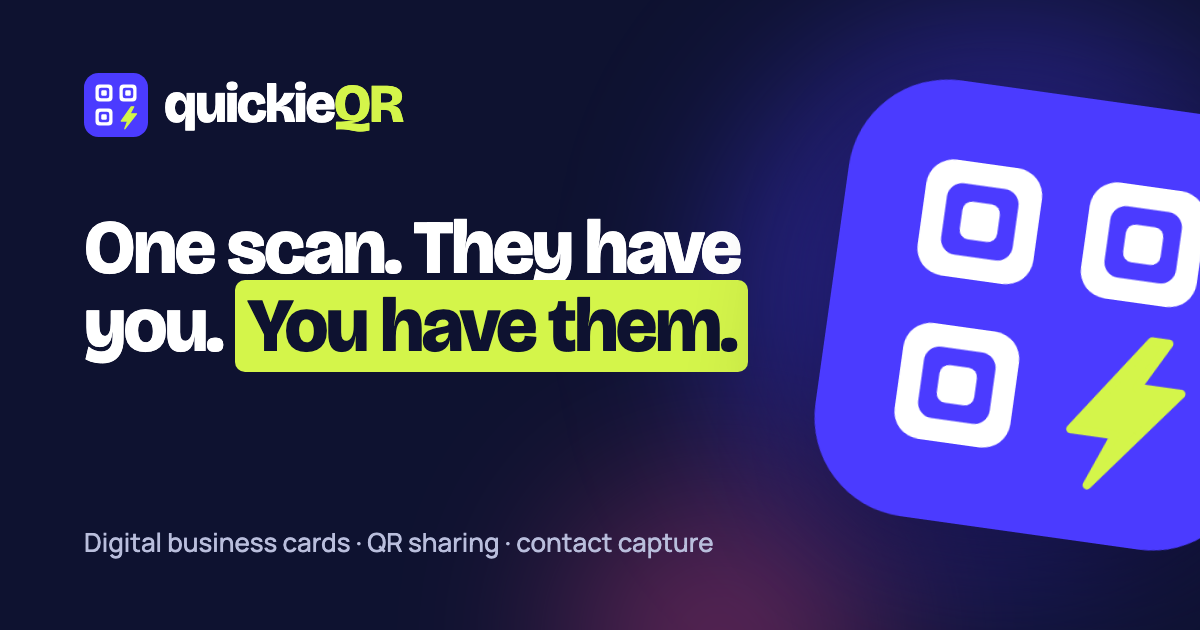 quickieQR
One scan. They have
you. You have them.
Digital business cards · QR sharing · contact capture